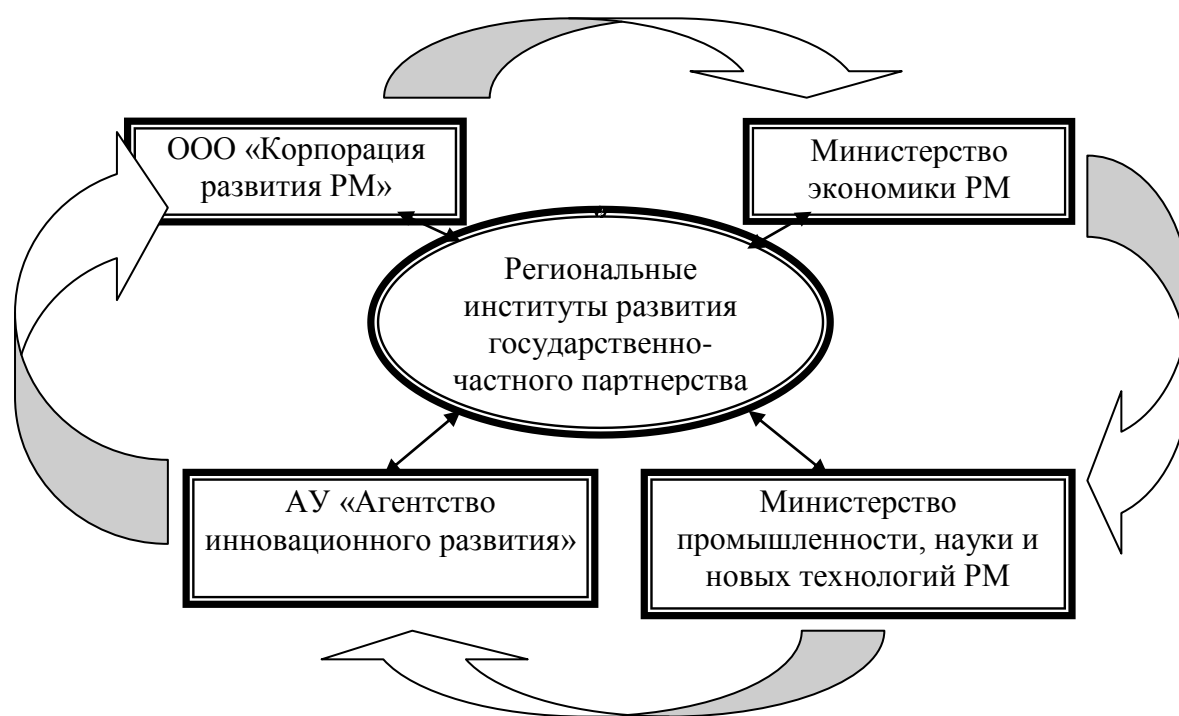 ООО «Корпорация
развития РМ»
Министерство
экономики РМ
Региональные
институты развития
государственно-
частного партнерства
АУ «Агентство
инновационного развития»
Министерство
промышленности, науки и
новых технологий РМ